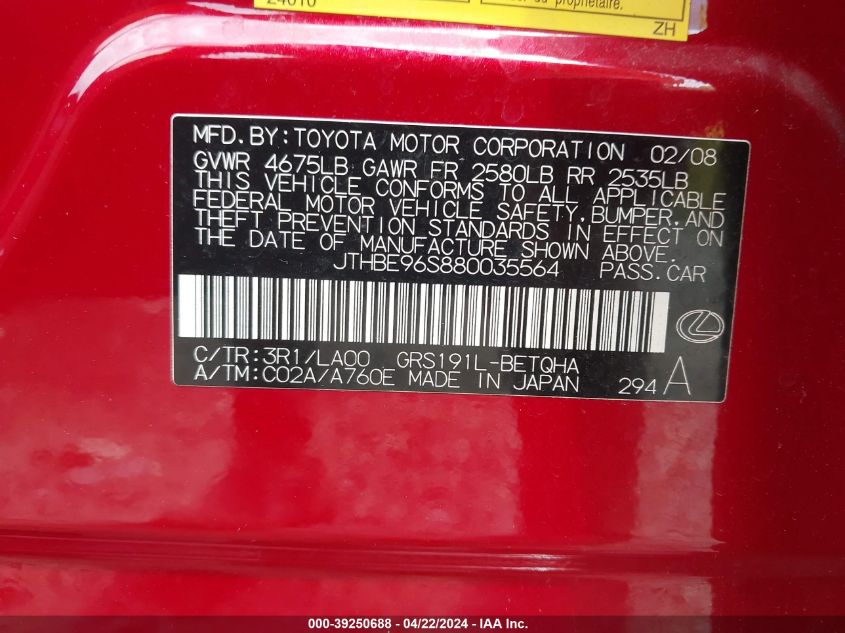 du propriétaire.
ZH
MFD.BY:TOYOTA MOTOR CORPORATION 02/08
GVWR 4675LB GAWR FR 2580LB RR 2535LB
THIS VEHICLE CONFORMS TO ALL APPLICABLE
FEDERAL MOTOR VEHICLE SAFETY,BUMPER,AND
THEFT PREVENTION STANDARDS IN EFFECT ON
THE DATE OF MANUFACTURE SHOWN ABOVE.
JTHBE96S880035564 PASS.CAR
C/TR:3R1/LA00 GRS191L-BETQHA
A/TM:C02A/A760E MADE IN JAPAN 294 A
000-39250688 - 04/22/2024 - IAA Inc.